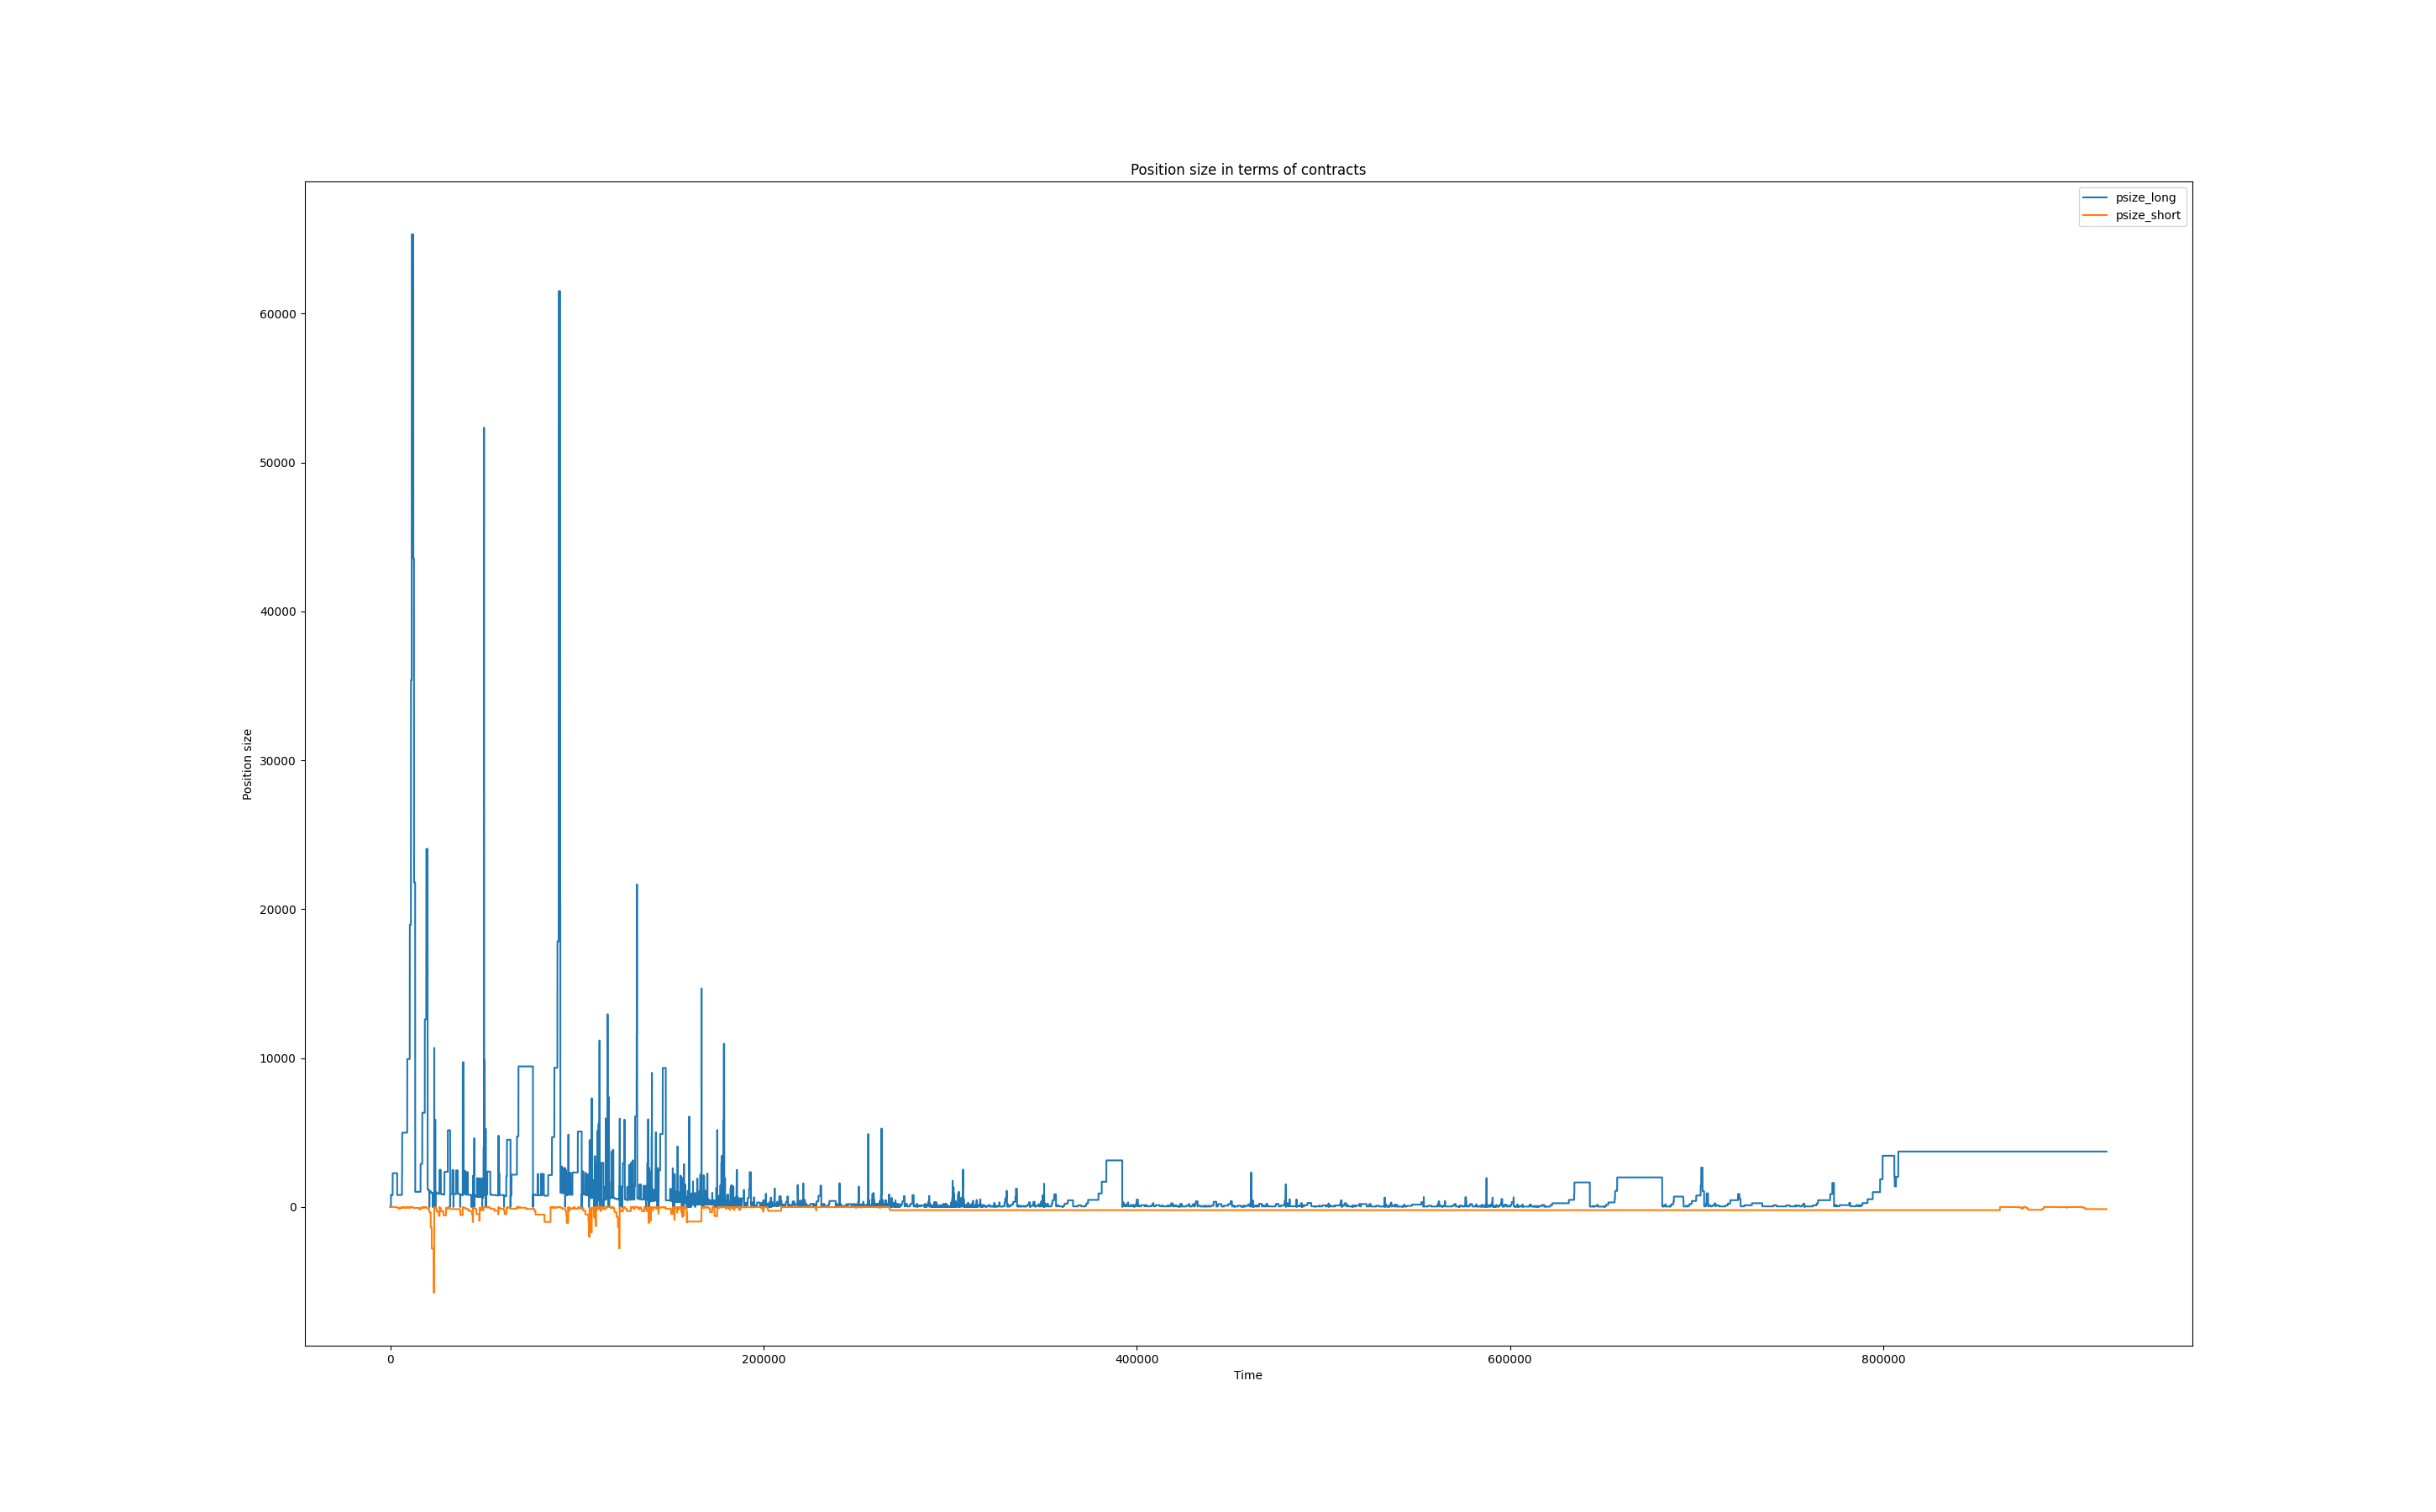 Position size in terms of contracts
psize_long
psize_short
Position size
60000
50000
40000
30000
20000
10000
0
0
200000
400000
600000
800000
Time